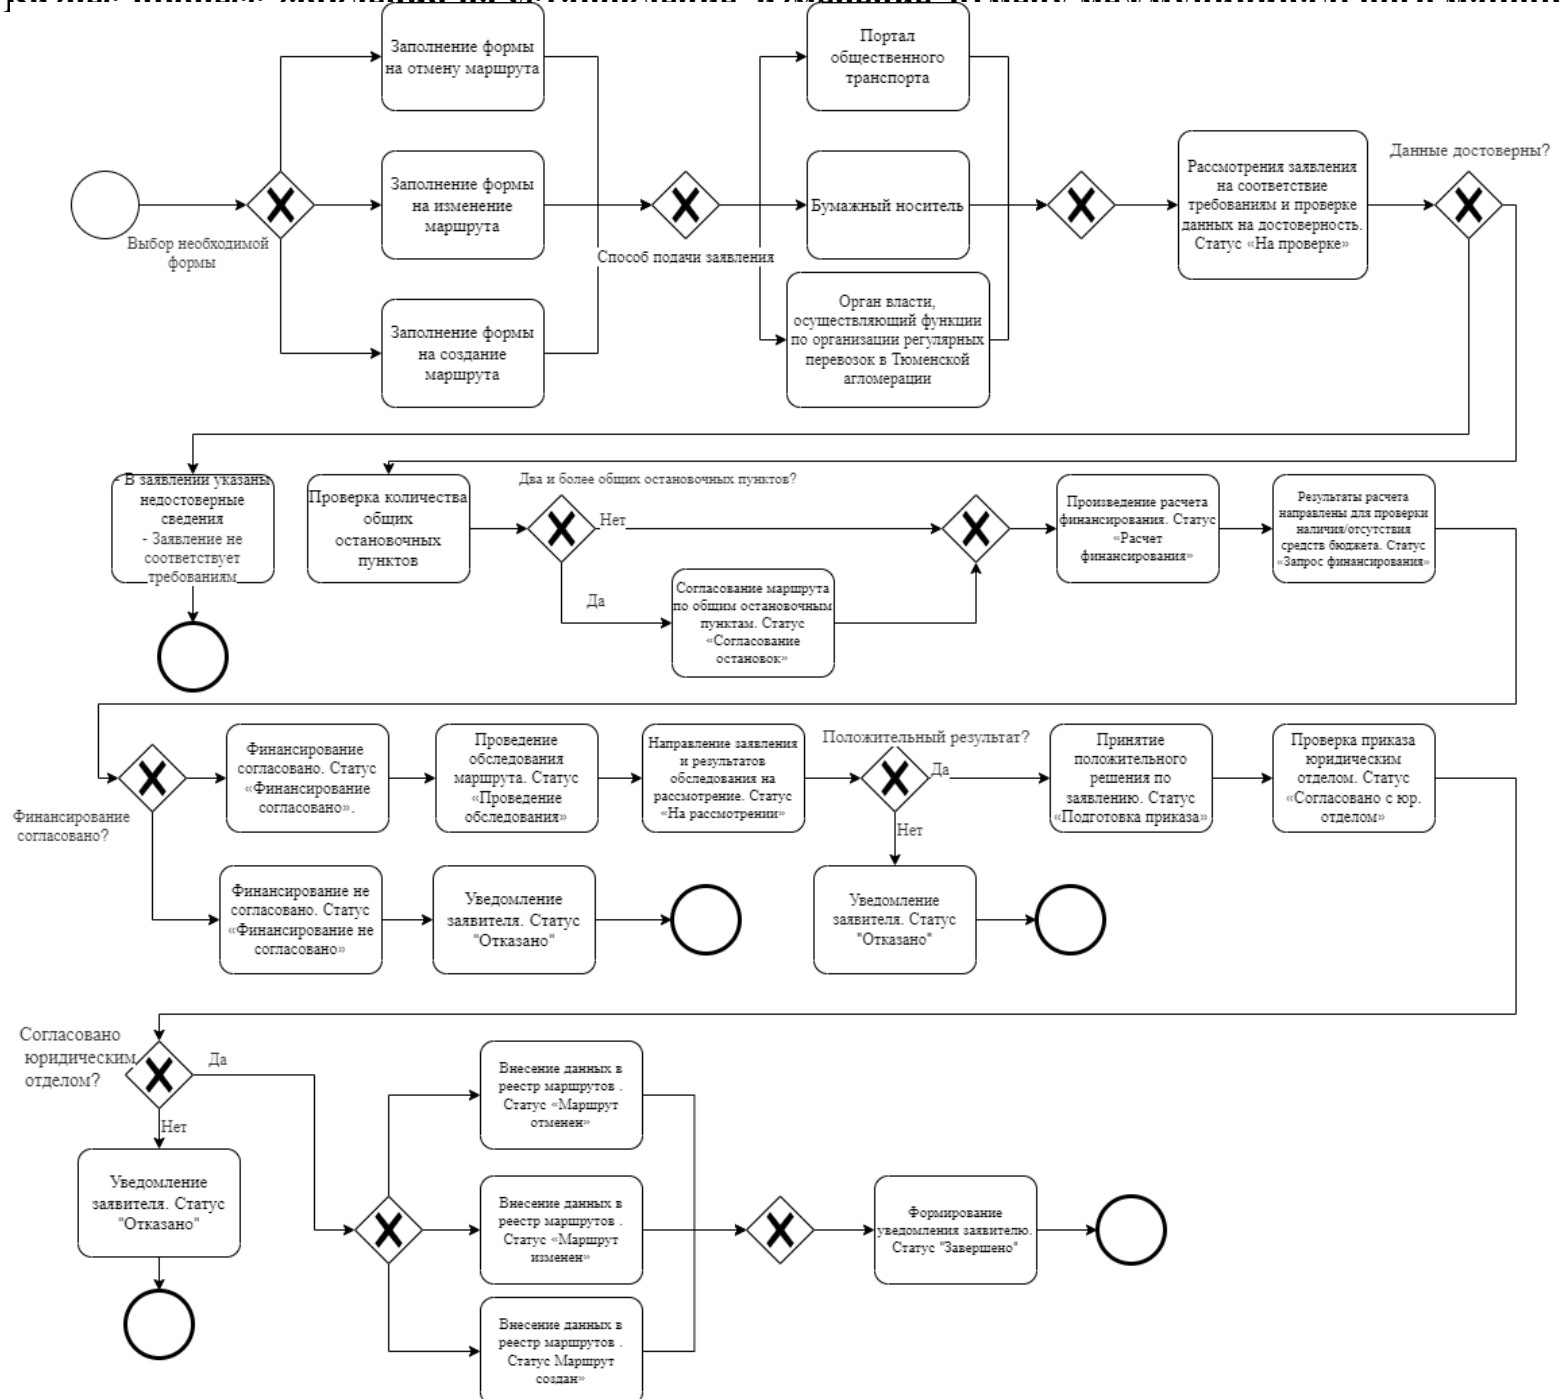 Заполнение формы
на отмену маршрута
Портал
общественного
транспорта
Выбор необходимой
формы
Заполнение формы
на изменение
маршрута
Способ подачи заявления
Бумажный носитель
Рассмотрения заявления
на соответствие
требованиям и проверке
данных на достоверность.
Статус «На проверке»
Данные достоверны?
Заполнение формы
на создание
маршрута
Орган власти,
осуществляющий функции
по организации регулярных
перевозок в Тюменской
агломерации
- В заявлении указаны
недостоверные
сведения
- Заявление не
соответствует
требованиям
Проверка количества
общих
остановочных
пунктов
Два и более общих остановочных пунктов?
Нет
Да
Согласование маршрута
по общим остановочным
пунктам. Статус
«Согласование
остановок»
Произведение расчета
финансирования. Статус
«Расчет
финансирования»
Результаты расчета
направлены для проверки
наличия/отсутствия
средств бюджета. Статус
«Запрос финансирования»
Финансирование
согласовано?
Финансирование
согласовано. Статус
«Финансирование
согласовано».
Проведение
обследования
маршрута. Статус
«Проведение
обследования»
Направление заявления
и результатов
обследования на
рассмотрение. Статус
«На рассмотрении»
Положительный результат?
Да
Нет
Принятие
положительного
решения по
заявлению. Статус
«Подготовка приказа»
Проверка приказа
юридическим
отделом. Статус
«Согласовано с юр.
отделом»
Финансирование не
согласовано. Статус
«Финансирование не
согласовано»
Уведомление
заявителя. Статус
"Отказано"
Уведомление
заявителя. Статус
"Отказано"
Согласовано
юридическим
отделом?
Да
Нет
Уведомление
заявителя. Статус
"Отказано"
Внесение данных в
реестр маршрутов .
Статус «Маршрут
отменен»
Внесение данных в
реестр маршрутов .
Статус «Маршрут
изменен»
Внесение данных в
реестр маршрутов .
Статус Маршрут
создан»
Формирование
уведомления заявителю.
Статус "Завершено"